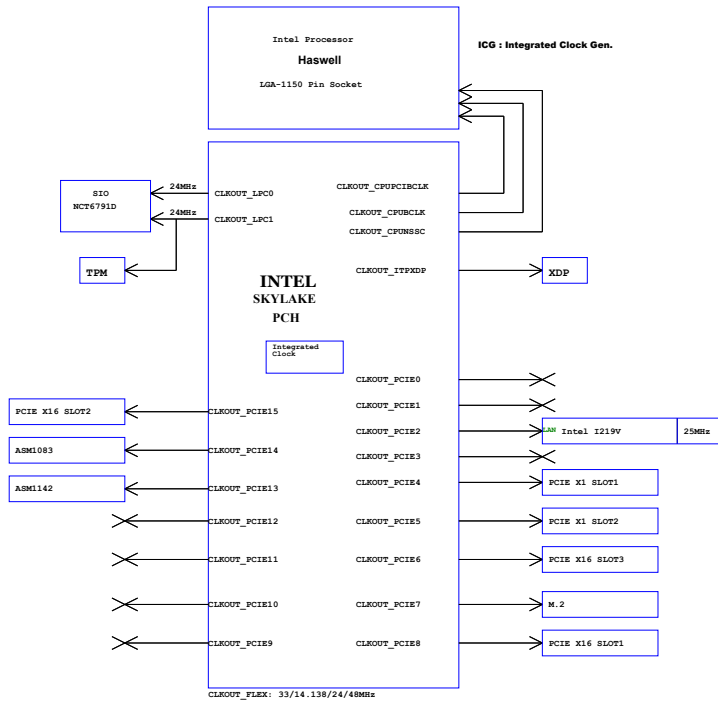 Intel Processor
Haswell
LGA-1150 Pin Socket
ICG : Integrated Clock Gen.
SIO
NCT6791D
24MHz
24MHz
CLKOUT_LPC0
CLKOUT_LPC1
TPM
CLKOUT_CPUPCIBCLK
CLKOUT_CPUBCLK
CLKOUT_CPUNSSC
CLKOUT_ITPXDP
XDP
INTEL
SKYLAKE
PCH
Integrated
Clock
PCIE X16 SLOT2
CLKOUT_PCIE15
ASM1083
CLKOUT_PCIE14
ASM1142
CLKOUT_PCIE13
CLKOUT_PCIE12
CLKOUT_PCIE11
CLKOUT_PCIE10
CLKOUT_PCIE9
CLKOUT_PCIE0
CLKOUT_PCIE1
CLKOUT_PCIE2
LAN Intel I219V 25MHz
CLKOUT_PCIE3
CLKOUT_PCIE4
PCIE X1 SLOT1
CLKOUT_PCIE5
PCIE X1 SLOT2
CLKOUT_PCIE6
PCIE X16 SLOT3
CLKOUT_PCIE7
M.2
CLKOUT_PCIE8
PCIE X16 SLOT1
CLKOUT_FLEX: 33/14.138/24/48MHz